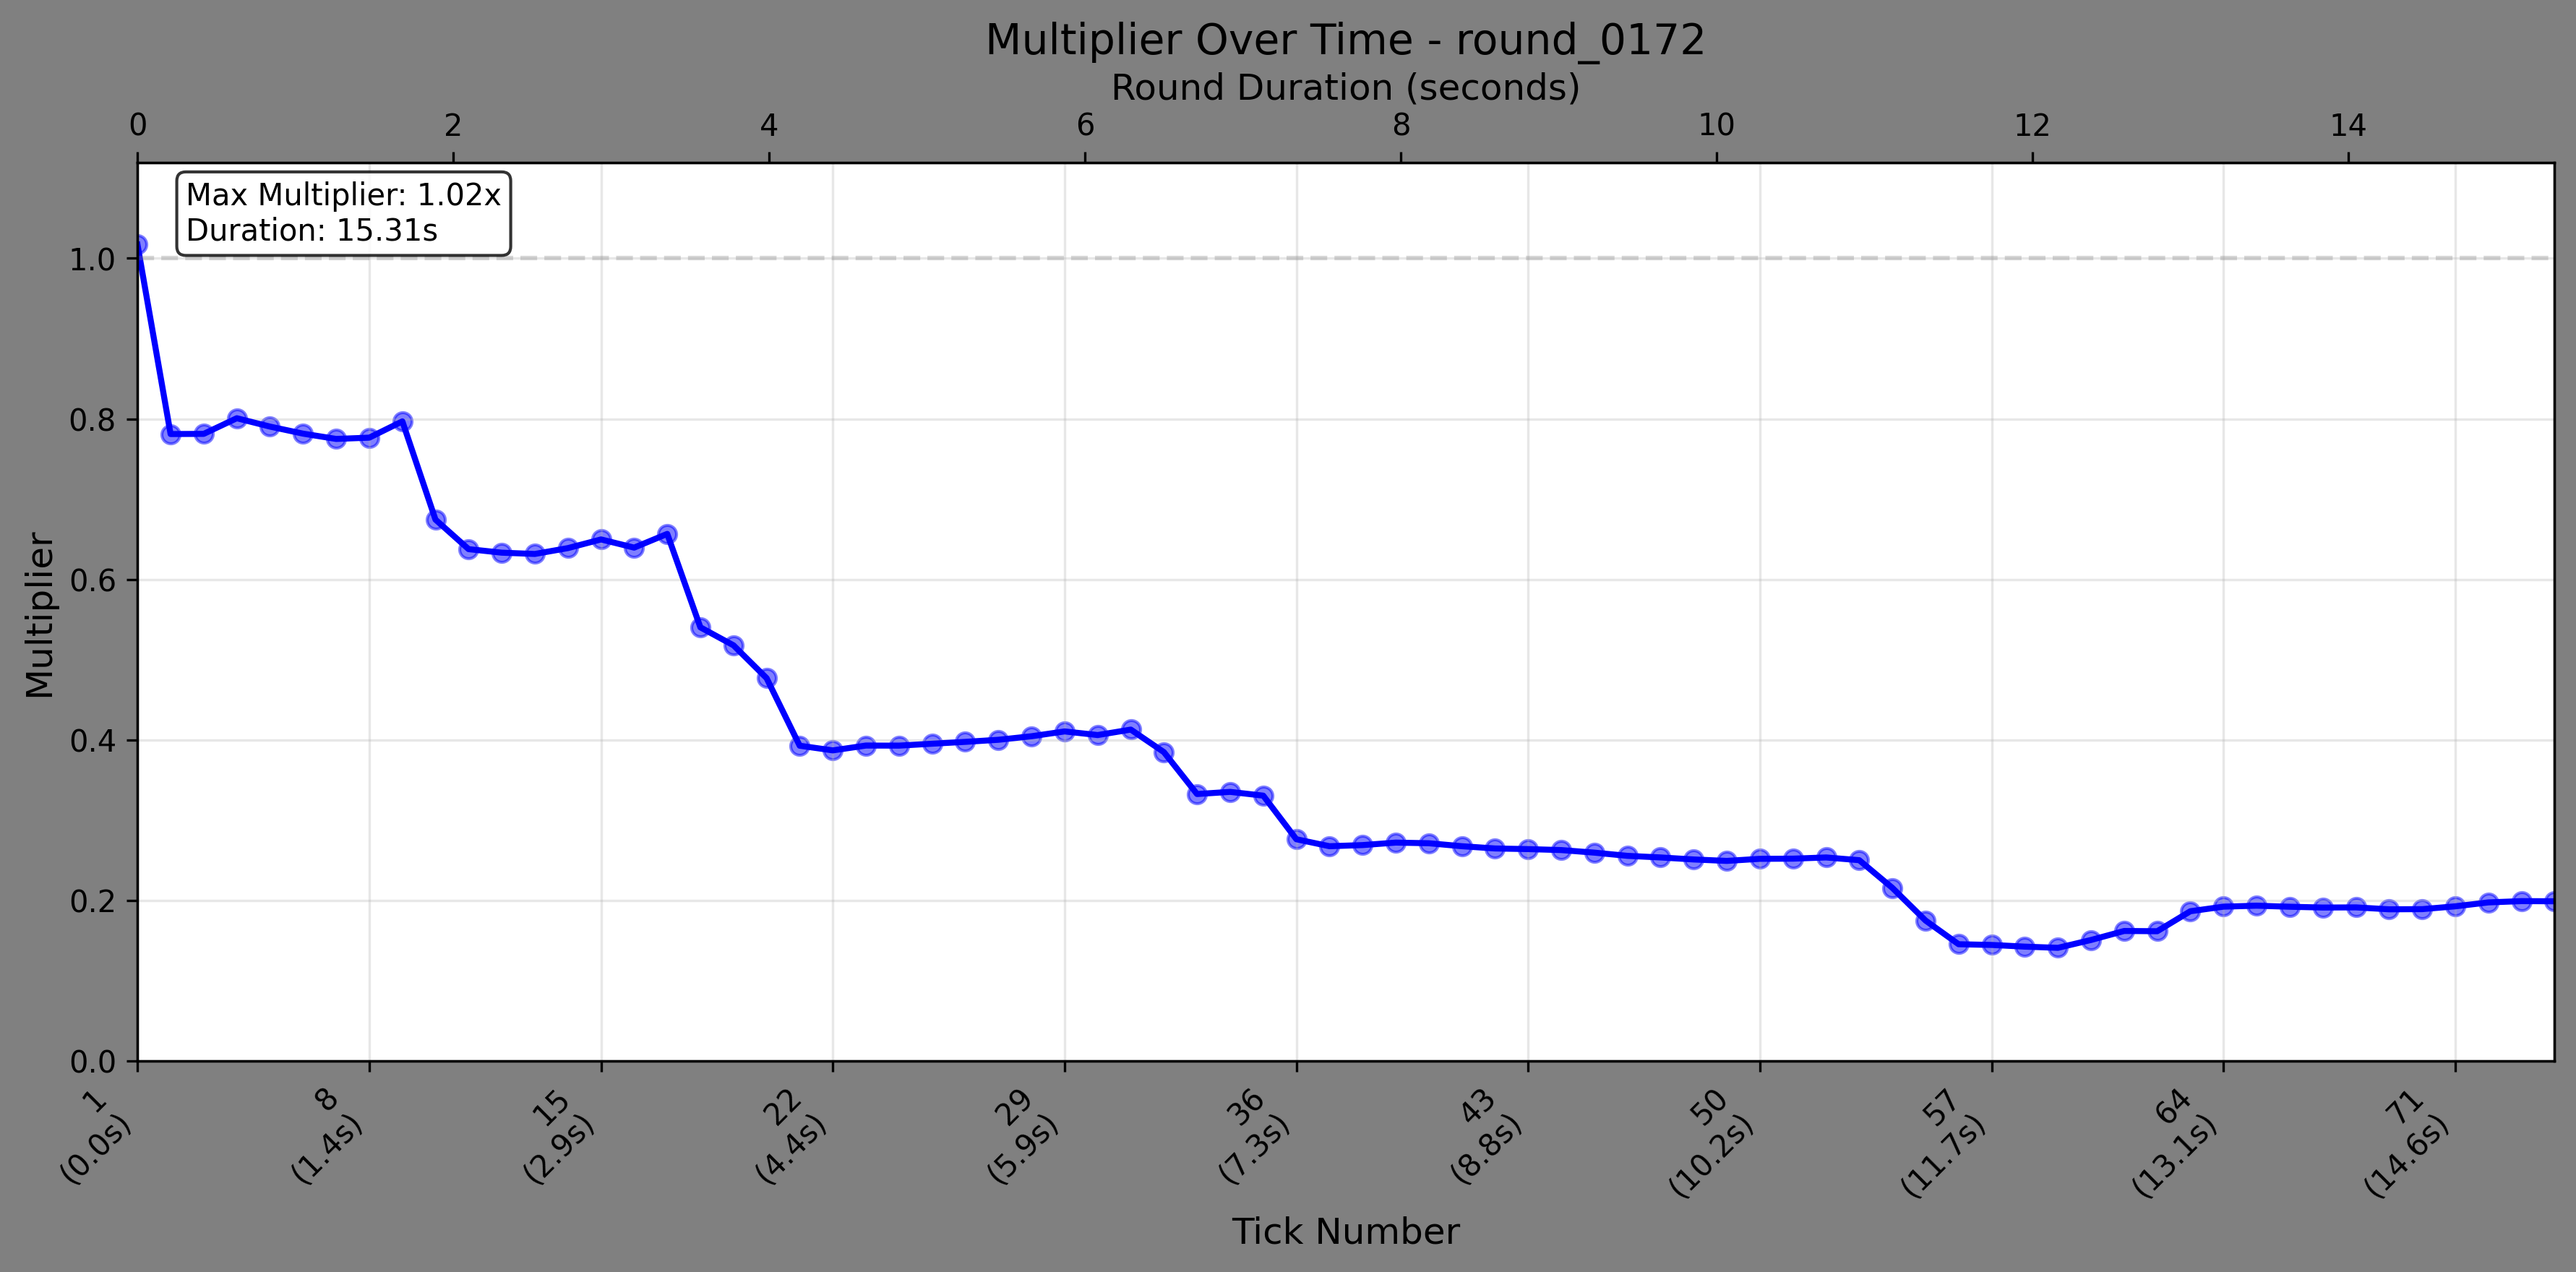 Multiplier Over Time - round_0172
Round Duration (seconds)
0 2 4 6 8 10 12 14
Max Multiplier: 1.02x
Duration: 15.31s
Multiplier
1.0
0.8
0.6
0.4
0.2
0.0
1
(0.0s)
8
(1.4s)
15
(2.9s)
22
(4.4s)
29
(5.9s)
36
(7.3s)
43
(8.8s)
50
(10.2s)
57
(11.7s)
64
(13.1s)
71
(14.6s)
Tick Number